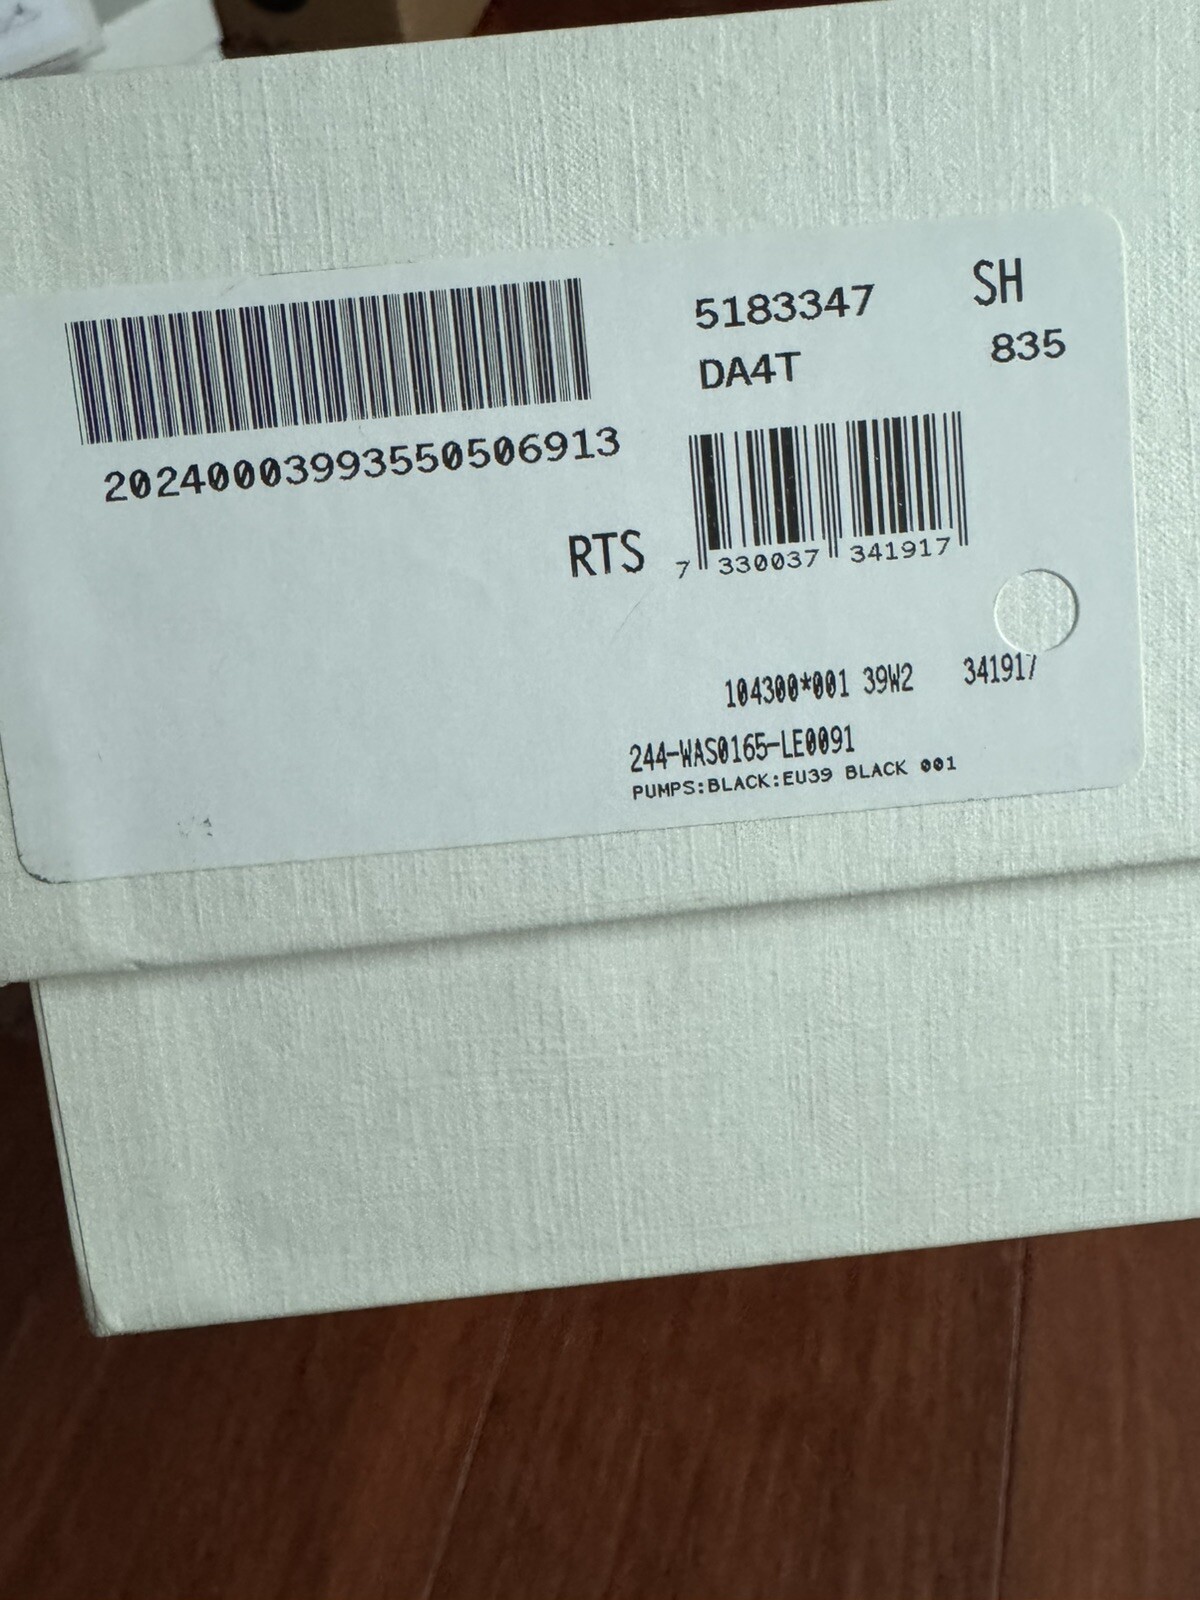 5183347 SH
DA4T 835
20240003993550506913
RTS
7 330037 341917
104300*001 39W2 341917
244-WAS0165-LE0091
PUMPS:BLACK:EU39 BLACK 001